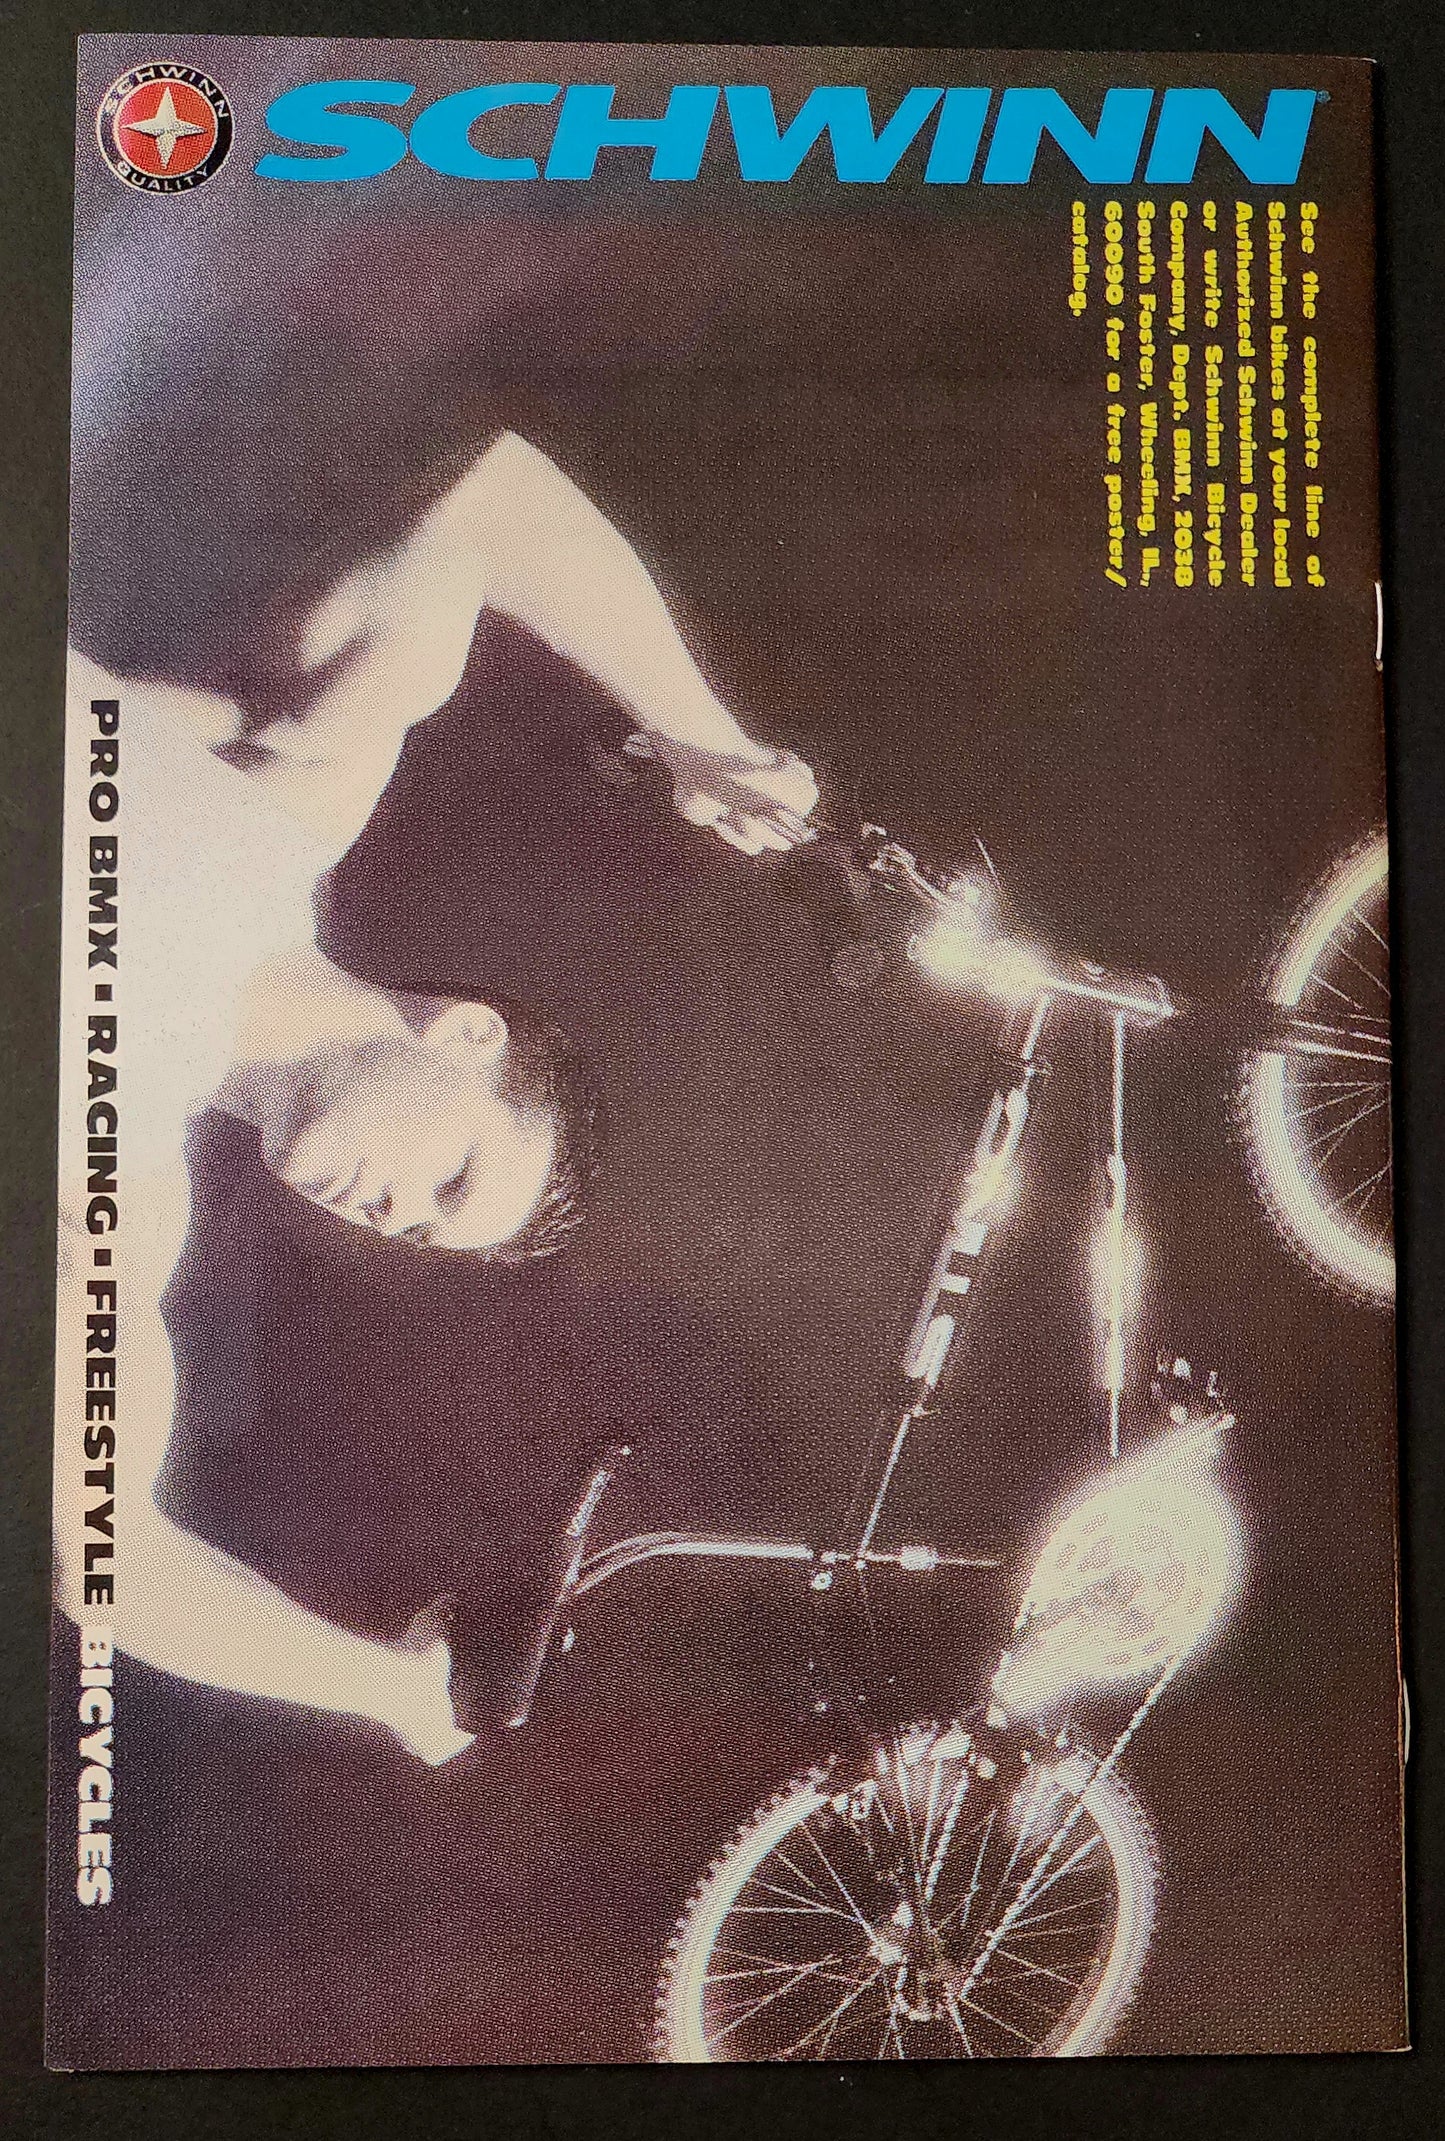 SCHWINN
QUALITY
SCHWINN®
See the complete line of
Schwinn bikes at your local
Authorized Schwinn Dealer
or write Schwinn Bicycle
Company, Dept. BMX, 2038
South Foster, Wheeling, IL,
60090 for a free poster/
catalog.
PRO BMX ▪ RACING ▪ FREESTYLE BICYCLES